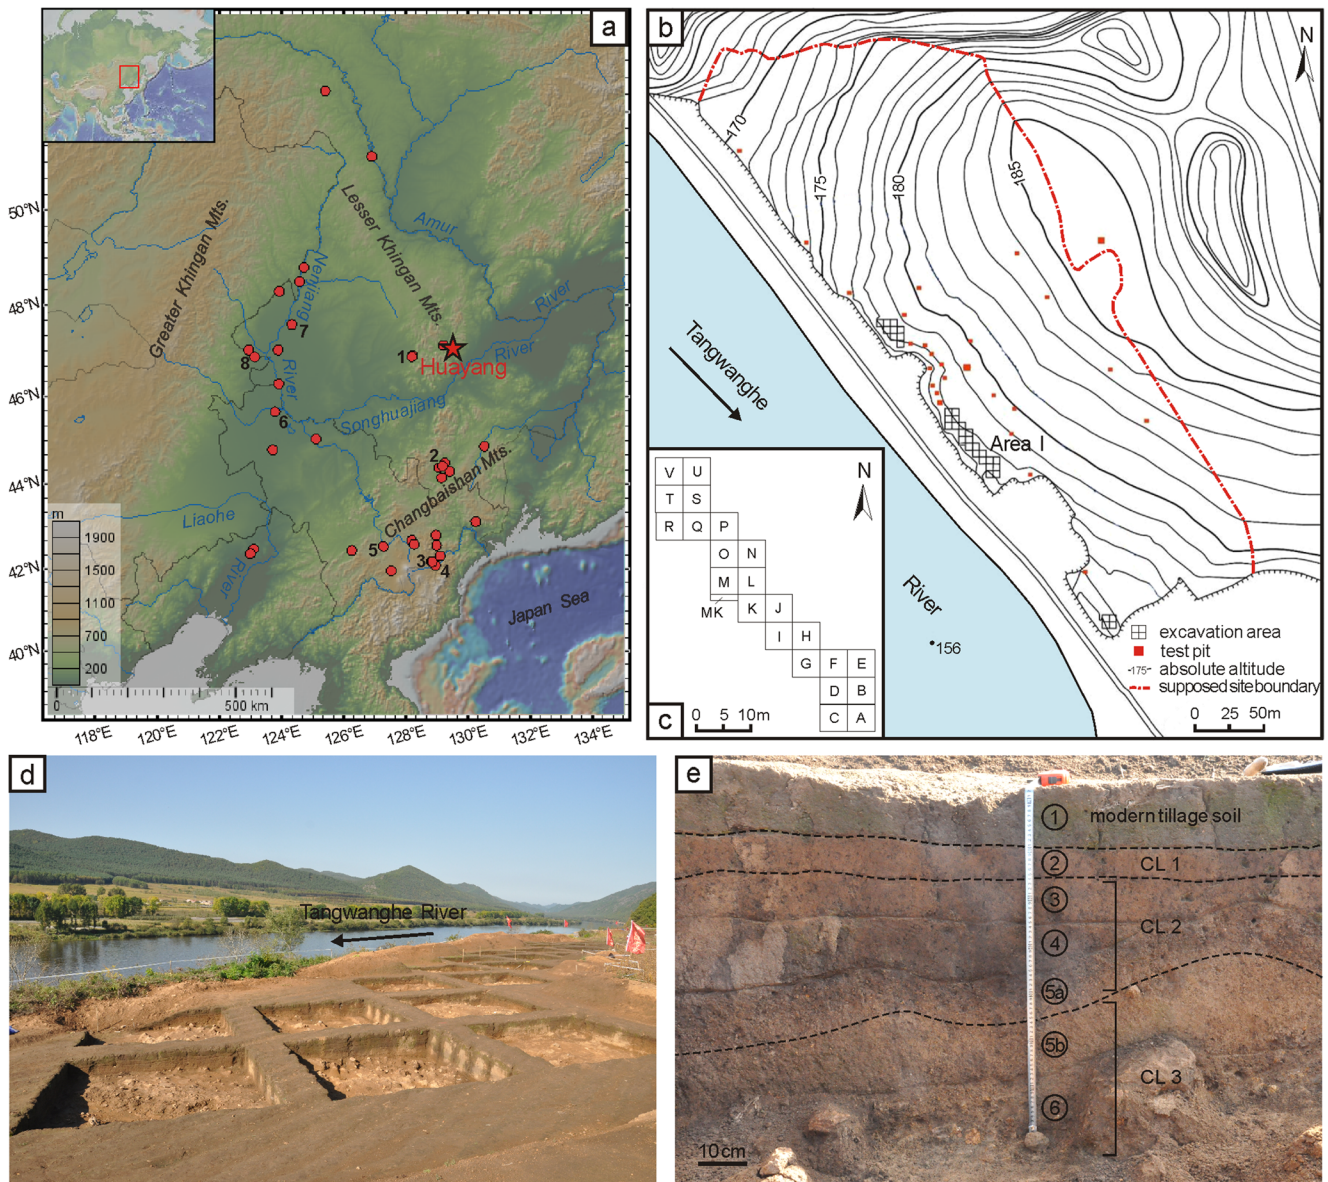 a
50°N
48°N
46°N
44°N
42°N
40°N
118°E
120°E
122°E
124°E
126°E
128°E
130°E
132°E
134°E
Greater Khingan Mts.
Lesser Khingan Mts.
Amur
River
Nenjiang
River
Songhuajiang
River
Changbaishan Mts.
Liaohe
River
Japan Sea
Huayang
1
2
3
4
5
6
7
8
m
1900
1500
1100
700
200
0
500 km
b
N
170
175
180
185
Tangwanghe
River
156
Area I
excavation area
test pit
-175- absolute altitude
supposed site boundary
0 25 50m
c
N
V U
T S
R Q P
O N
M L
MK K J
I H
G F E
D B
C A
0 5 10m
d
Tangwanghe River
e
1 modern tillage soil
2 CL 1
3
4 CL 2
5a
5b
CL 3
6
10cm